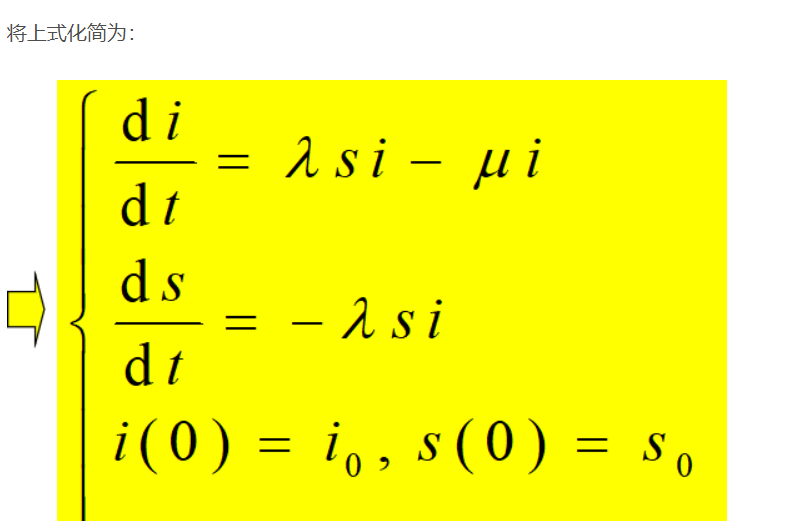 将上式化简为：
di/dt = λsi − μi
ds/dt = −λsi
i(0) = i₀, s(0) = s₀